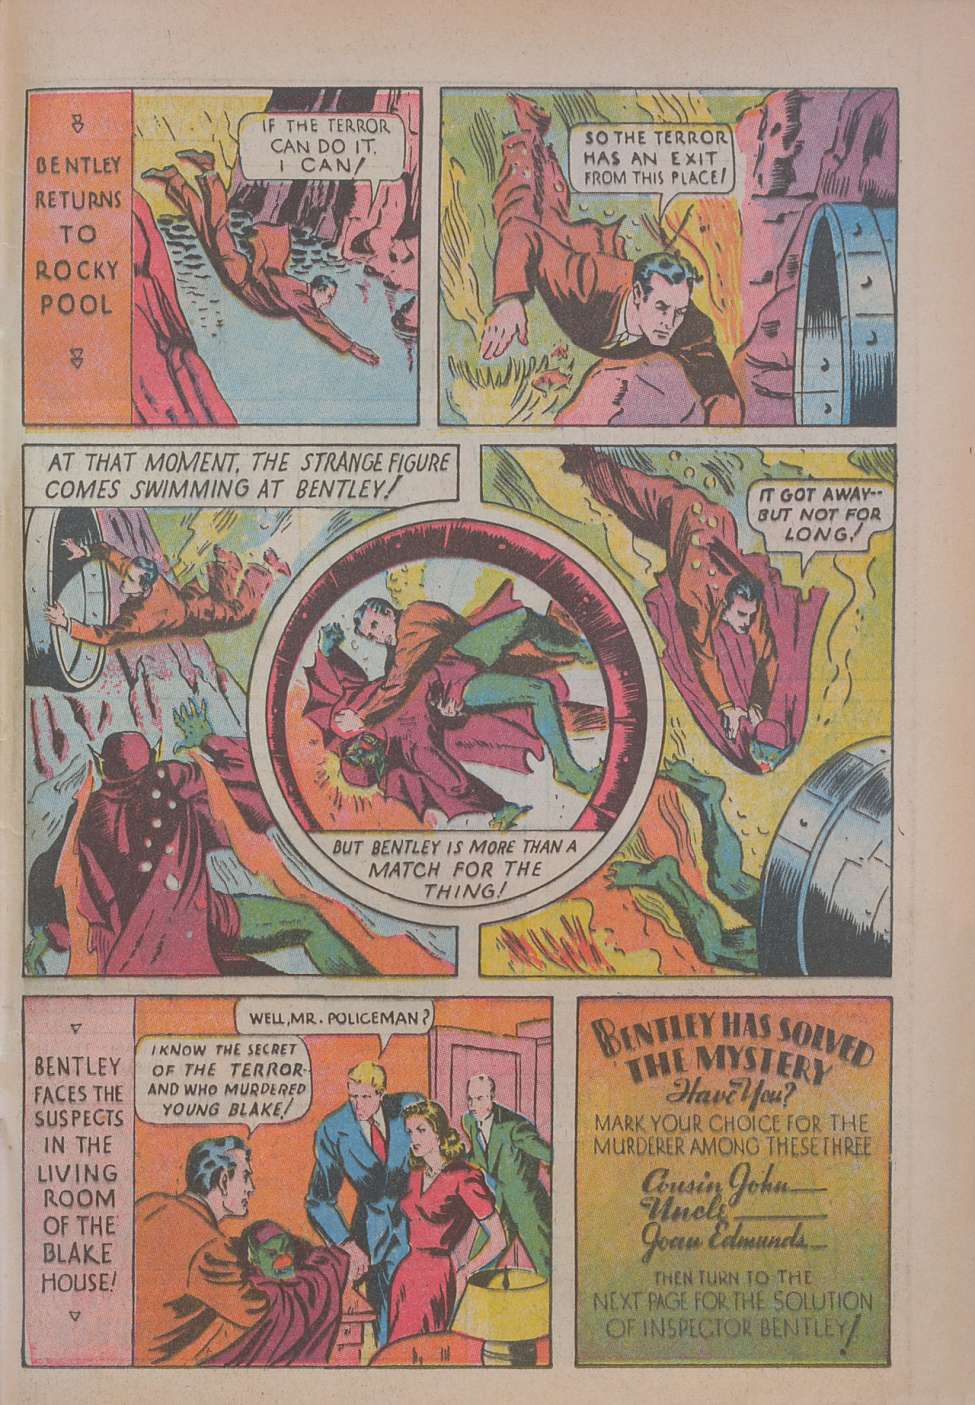 BENTLEY
RETURNS
TO
ROCKY
POOL
IF THE TERROR
CAN DO IT,
I CAN!
SO THE TERROR
HAS AN EXIT
FROM THIS PLACE!
AT THAT MOMENT, THE STRANGE FIGURE
COMES SWIMMING AT BENTLEY!
BUT BENTLEY IS MORE THAN A
MATCH FOR THE
THING!
IT GOT AWAY--
BUT NOT FOR
LONG!
BENTLEY
FACES THE
SUSPECTS
IN THE
LIVING
ROOM
OF THE
BLAKE
HOUSE!
WELL, MR. POLICEMAN?
I KNOW THE SECRET
OF THE TERROR--
AND WHO MURDERED
YOUNG BLAKE!
BENTLEY HAS SOLVED
THE MYSTERY
Have You?
MARK YOUR CHOICE FOR THE
MURDERER AMONG THESE THREE
Cousin John
Uncle
Joan Edmunds
THEN TURN TO THE
NEXT PAGE FOR THE SOLUTION
OF INSPECTOR BENTLEY!